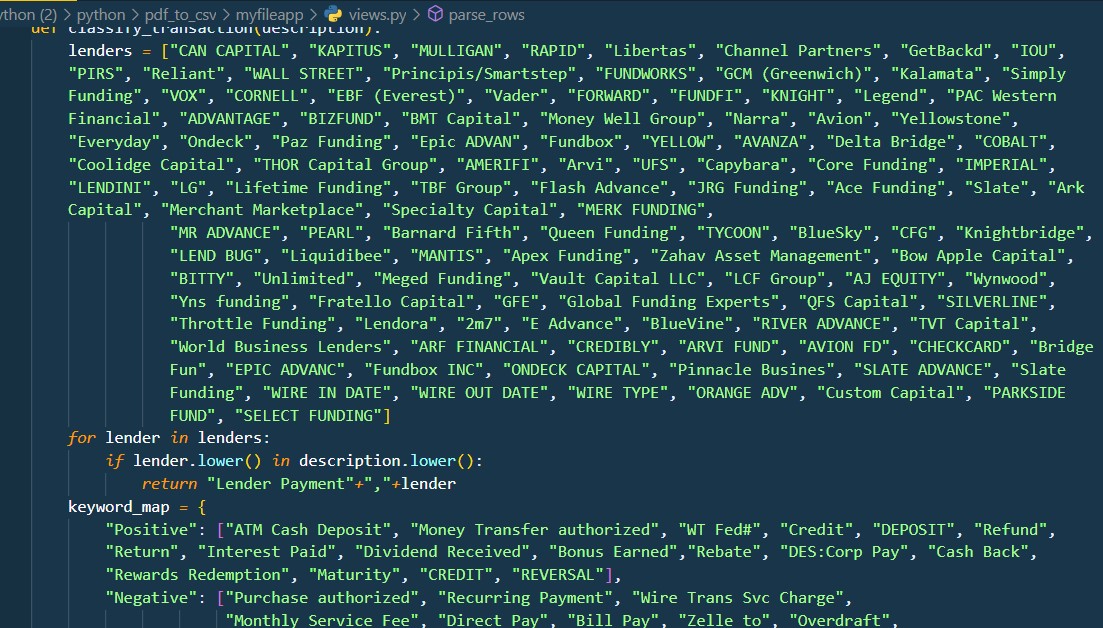 ython (2) > python > pdf_to_csv > myfileapp > views.py > parse_rows
def classify_transaction(description):
lenders = ["CAN CAPITAL", "KAPITUS", "MULLIGAN", "RAPID", "Libertas", "Channel Partners", "GetBackd", "IOU",
"PIRS", "Reliant", "WALL STREET", "Principis/Smartstep", "FUNDWORKS", "GCM (Greenwich)", "Kalamata", "Simply
Funding", "VOX", "CORNELL", "EBF (Everest)", "Vader", "FORWARD", "FUNDFI", "KNIGHT", "Legend", "PAC Western
Financial", "ADVANTAGE", "BIZFUND", "BMT Capital", "Money Well Group", "Narra", "Avion", "Yellowstone",
"Everyday", "Ondeck", "Paz Funding", "Epic ADVAN", "Fundbox", "YELLOW", "AVANZA", "Delta Bridge", "COBALT",
"Coolidge Capital", "THOR Capital Group", "AMERIFI", "Arvi", "UFS", "Capybara", "Core Funding", "IMPERIAL",
"LENDINI", "LG", "Lifetime Funding", "TBF Group", "Flash Advance", "JRG Funding", "Ace Funding", "Slate", "Ark
Capital", "Merchant Marketplace", "Specialty Capital", "MERK FUNDING",
"MR ADVANCE", "PEARL", "Barnard Fifth", "Queen Funding", "TYCOON", "BlueSky", "CFG", "Knightbridge",
"LEND BUG", "Liquidibee", "MANTIS", "Apex Funding", "Zahav Asset Management", "Bow Apple Capital",
"BITTY", "Unlimited", "Meged Funding", "Vault Capital LLC", "LCF Group", "AJ EQUITY", "Wynwood",
"Yns funding", "Fratello Capital", "GFE", "Global Funding Experts", "QFS Capital", "SILVERLINE",
"Throttle Funding", "Lendora", "2m7", "E Advance", "BlueVine", "RIVER ADVANCE", "TVT Capital",
"World Business Lenders", "ARF FINANCIAL", "CREDIBLY", "ARVI FUND", "AVION FD", "CHECKCARD", "Bridge
Fun", "EPIC ADVANC", "Fundbox INC", "ONDECK CAPITAL", "Pinnacle Busines", "SLATE ADVANCE", "Slate
Funding", "WIRE IN DATE", "WIRE OUT DATE", "WIRE TYPE", "ORANGE ADV", "Custom Capital", "PARKSIDE
FUND", "SELECT FUNDING"]
for lender in lenders:
if lender.lower() in description.lower():
return "Lender Payment"+","+lender
keyword_map = {
"Positive": ["ATM Cash Deposit", "Money Transfer authorized", "WT Fed#", "Credit", "DEPOSIT", "Refund",
"Return", "Interest Paid", "Dividend Received", "Bonus Earned","Rebate", "DES:Corp Pay", "Cash Back",
"Rewards Redemption", "Maturity", "CREDIT", "REVERSAL"],
"Negative": ["Purchase authorized", "Recurring Payment", "Wire Trans Svc Charge",
"Monthly Service Fee", "Direct Pay", "Bill Pay", "Zelle to", "Overdraft",